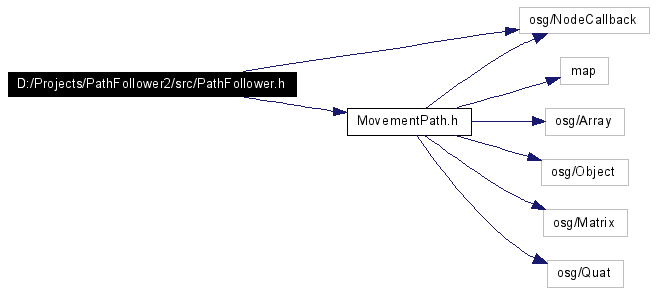 osg/NodeCallback
D:/Projects/PathFollower2/src/PathFollower.h
map
MovementPath.h
osg/Array
osg/Object
osg/Matrix
osg/Quat